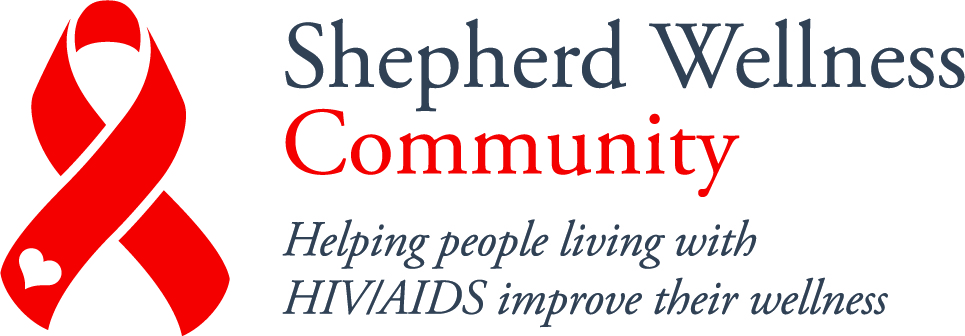 Shepherd Wellness
Community
Helping people living with
HIV/AIDS improve their wellness